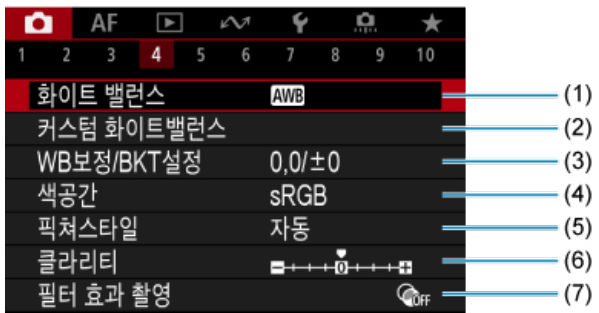 AF
1 2 3 4 5 6 7 8 9 10
화이트 밸런스 AWB (1)
커스텀 화이트밸런스 (2)
WB보정/BKT설정 0,0/±0 (3)
색공간 sRGB (4)
픽쳐스타일 자동 (5)
클라리티 0 (6)
필터 효과 촬영 OFF (7)